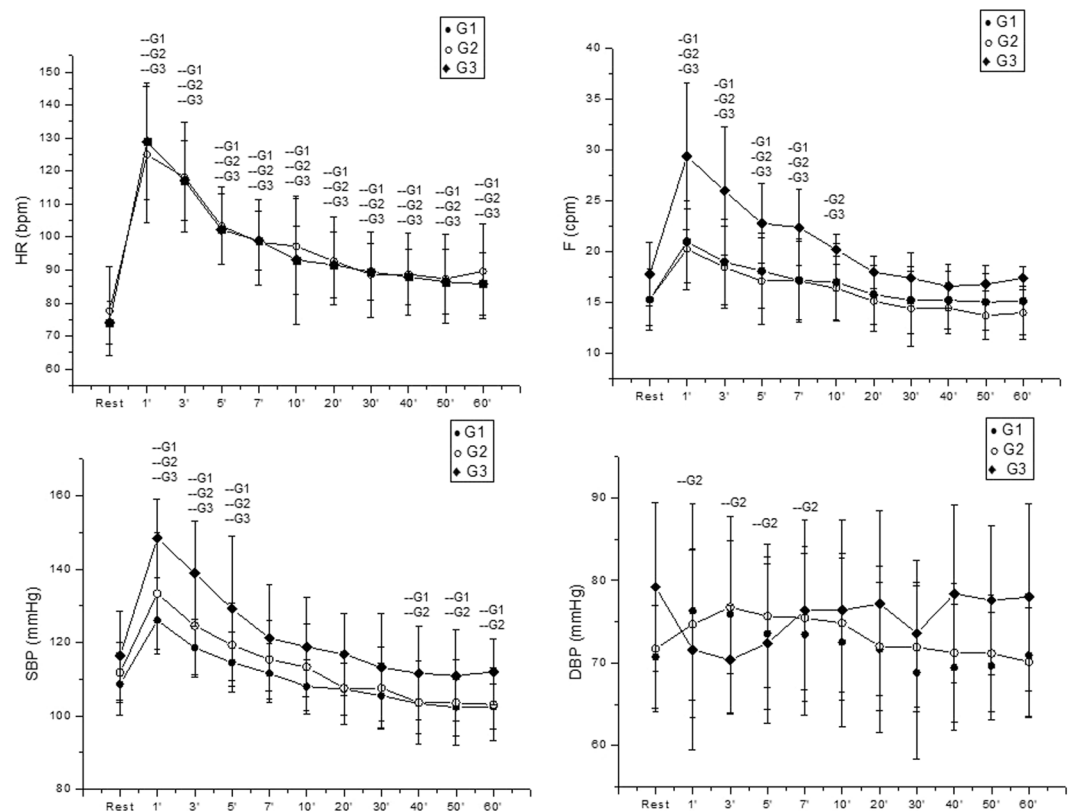 G1
G2
G3
--G1
--G2
--G3
--G1
--G2
--G3
--G1
--G2
--G3
--G1
--G2
--G3
--G1
--G2
--G3
--G1
--G2
--G3
--G1
--G2
--G3
--G1
--G2
--G3
--G1
--G2
--G3
--G1
--G2
--G3
HR (bpm)
150
140
130
120
110
100
90
80
70
60
Rest 1' 3' 5' 7' 10' 20' 30' 40' 50' 60'
G1
G2
G3
-G1
-G2
-G3
-G1
-G2
-G3
-G1
-G2
-G3
-G1
-G2
-G3
-G2
-G3
F (cpm)
40
35
30
25
20
15
10
Rest 1' 3' 5' 7' 10' 20' 30' 40' 50' 60'
G1
G2
G3
--G1
--G2
--G3
--G1
--G2
--G3
--G1
--G2
--G3
--G1
--G2
--G1
--G2
--G1
--G2
SBP (mmHg)
160
140
120
100
80
Rest 1' 3' 5' 7' 10' 20' 30' 40' 50' 60'
G1
G2
G3
--G2
--G2
--G2
--G2
DBP (mmHg)
90
80
70
60
Rest 1' 3' 5' 7' 10' 20' 30' 40' 50' 60'